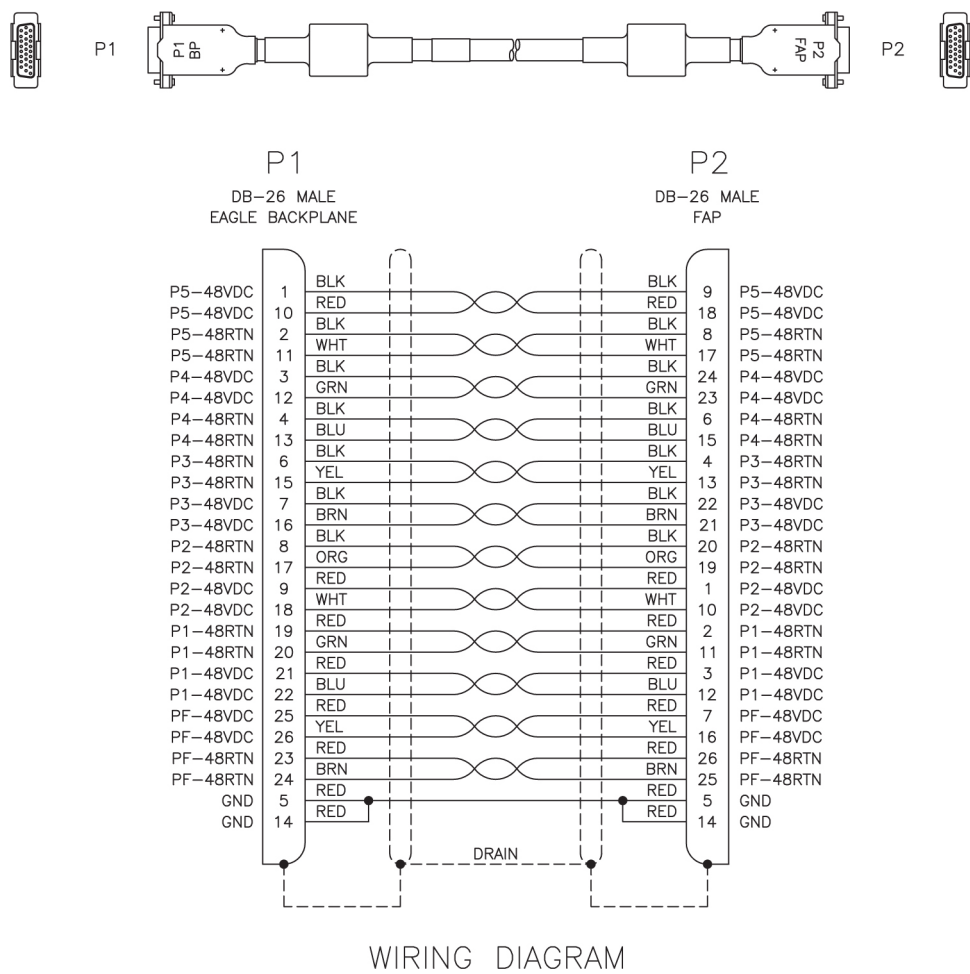 P1
P1
BP
P2
FAP
P2
P1
P2
DB-26 MALE
EAGLE BACKPLANE
DB-26 MALE
FAP
P5-48VDC 1 BLK BLK 9 P5-48VDC
P5-48VDC 10 RED RED 18 P5-48VDC
P5-48RTN 2 BLK BLK 8 P5-48RTN
P5-48RTN 11 WHT WHT 17 P5-48RTN
P4-48VDC 3 BLK BLK 24 P4-48VDC
P4-48VDC 12 GRN GRN 23 P4-48VDC
P4-48RTN 4 BLK BLK 6 P4-48RTN
P4-48RTN 13 BLU BLU 15 P4-48RTN
P3-48RTN 6 BLK BLK 4 P3-48RTN
P3-48RTN 15 YEL YEL 13 P3-48RTN
P3-48VDC 7 BLK BLK 22 P3-48VDC
P3-48VDC 16 BRN BRN 21 P3-48VDC
P2-48RTN 8 BLK BLK 20 P2-48RTN
P2-48RTN 17 ORG ORG 19 P2-48RTN
P2-48VDC 9 RED RED 1 P2-48VDC
P2-48VDC 18 WHT WHT 10 P2-48VDC
P1-48RTN 19 RED RED 2 P1-48RTN
P1-48RTN 20 GRN GRN 11 P1-48RTN
P1-48VDC 21 RED RED 3 P1-48VDC
P1-48VDC 22 BLU BLU 12 P1-48VDC
PF-48VDC 25 RED RED 7 PF-48VDC
PF-48VDC 26 YEL YEL 16 PF-48VDC
PF-48RTN 23 RED RED 26 PF-48RTN
PF-48RTN 24 BRN BRN 25 PF-48RTN
GND 5 RED RED 5 GND
GND 14 RED RED 14 GND
DRAIN
WIRING DIAGRAM